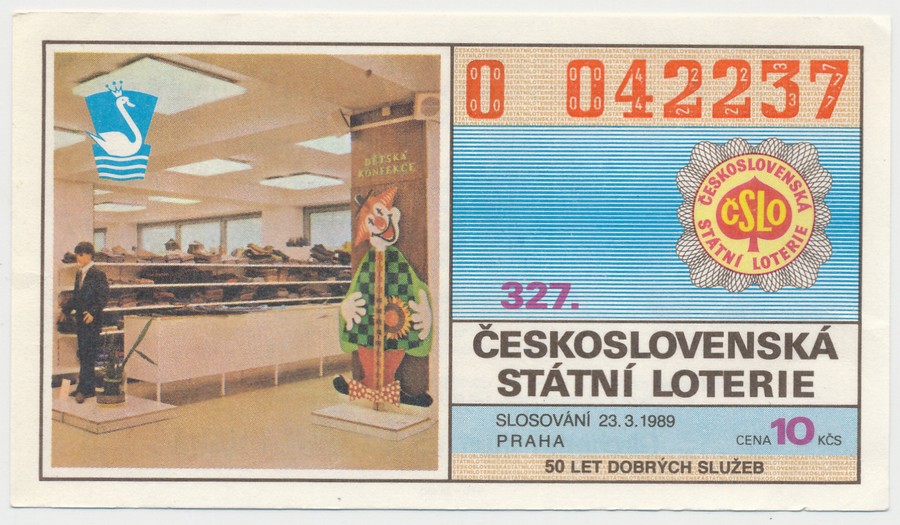 DĚTSKÁ
KONFEKCE
0 042237
ČESKOSLOVENSKÁ
STÁTNÍ LOTERIE
ČSLO
327.
ČESKOSLOVENSKÁ
STÁTNÍ LOTERIE
SLOSOVÁNÍ 23.3.1989
PRAHA
CENA 10 KČS
50 LET DOBRÝCH SLUŽEB